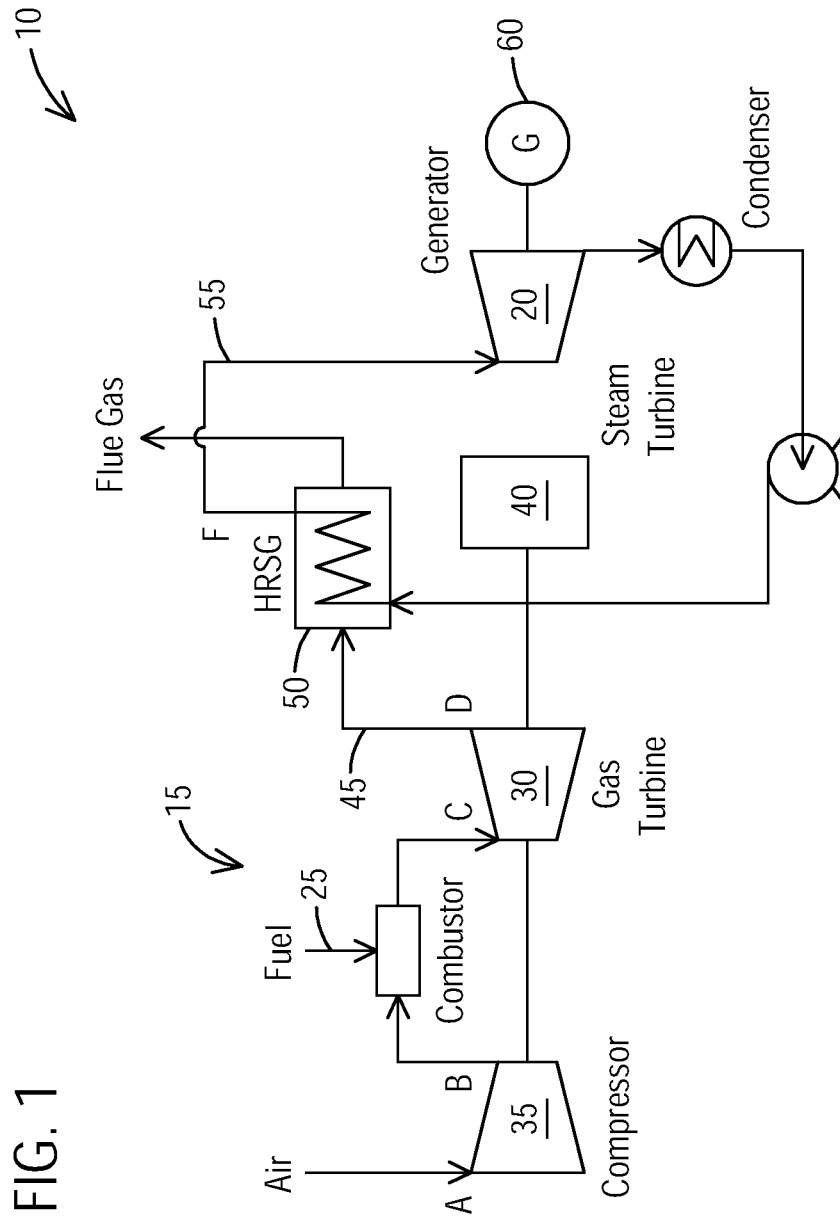 FIG. 1
10
15
Air
Fuel
25
Flue Gas
55
F
HRSG
50
45
A
B
C
D
Combustor
Generator
60
G
35
30
40
20
Compressor
Gas
Turbine
Steam
Turbine
Condenser